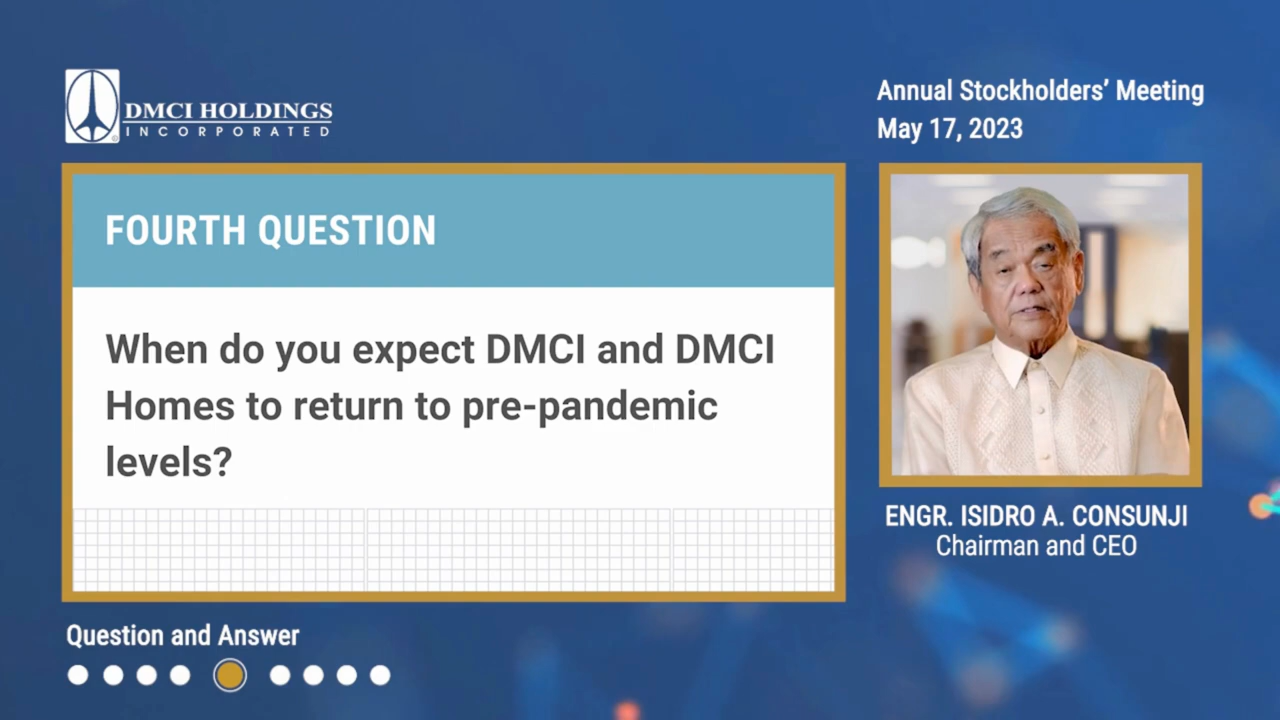 DMCI HOLDINGS
INCORPORATED
Annual Stockholders’ Meeting
May 17, 2023
FOURTH QUESTION
When do you expect DMCI and DMCI
Homes to return to pre-pandemic
levels?
ENGR. ISIDRO A. CONSUNJI
Chairman and CEO
Question and Answer